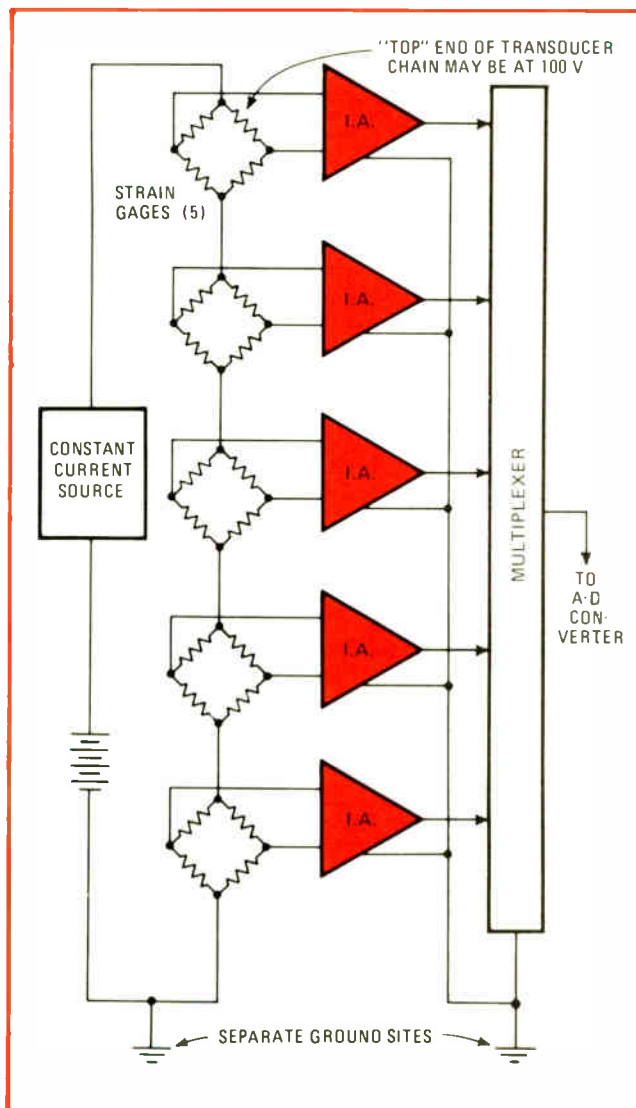 "TOP" END OF TRANSDUCER
CHAIN MAY BE AT 100 V
I.A.
STRAIN
GAGES (5)
I.A.
CONSTANT
CURRENT
SOURCE
I.A.
MULTIPLEXER
TO
A-D
CON-
VERTER
I.A.
I.A.
SEPARATE GROUND SITES